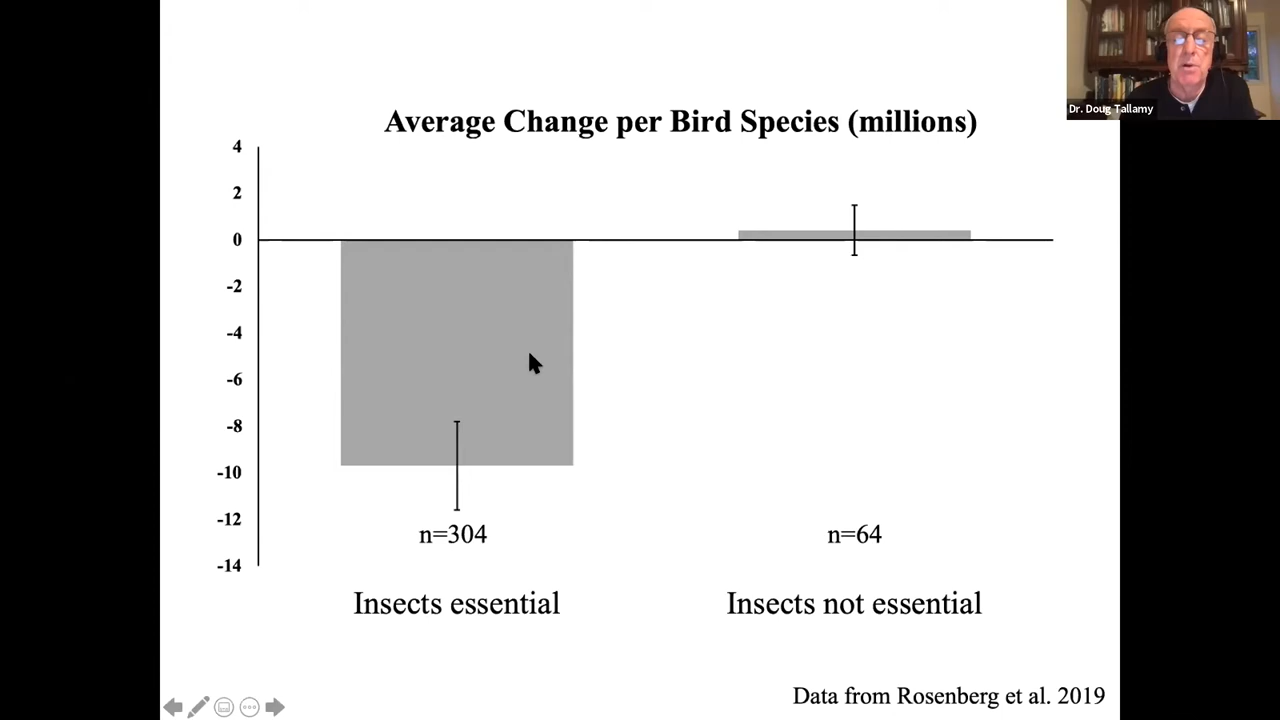 Dr. Doug Tallamy
Average Change per Bird Species (millions)
4
2
0
-2
-4
-6
-8
-10
-12
-14
n=304
n=64
Insects essential
Insects not essential
Data from Rosenberg et al. 2019